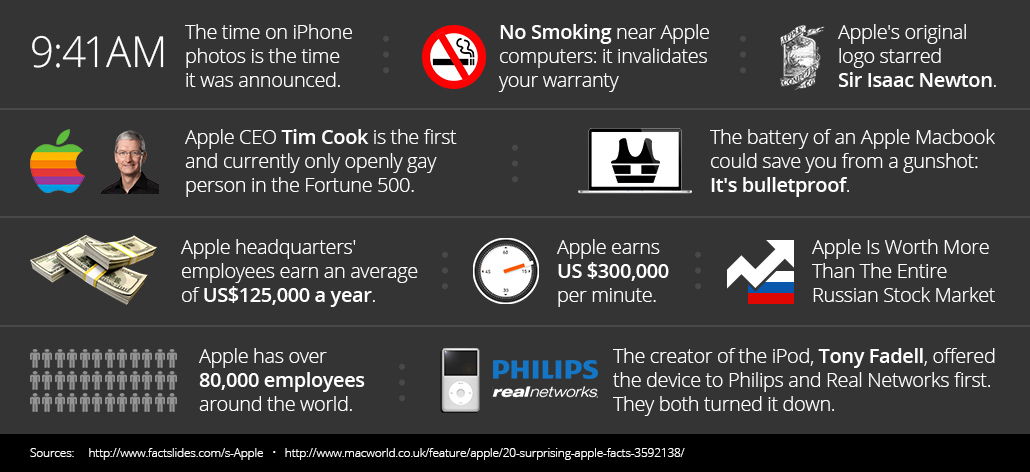 9:41AM
The time on iPhone
photos is the time
it was announced.
No Smoking near Apple
computers: it invalidates
your warranty
Apple's original
logo starred
Sir Isaac Newton.
Apple CEO Tim Cook is the first
and currently only openly gay
person in the Fortune 500.
The battery of an Apple Macbook
could save you from a gunshot:
It's bulletproof.
Apple headquarters'
employees earn an average
of US$125,000 a year.
60
45
15
30
Apple earns
US $300,000
per minute.
Apple Is Worth More
Than The Entire
Russian Stock Market
Apple has over
80,000 employees
around the world.
PHILIPS
realnetworks.
The creator of the iPod, Tony Fadell, offered
the device to Philips and Real Networks first.
They both turned it down.
Sources: http://www.factslides.com/s-Apple · http://www.macworld.co.uk/feature/apple/20-surprising-apple-facts-3592138/